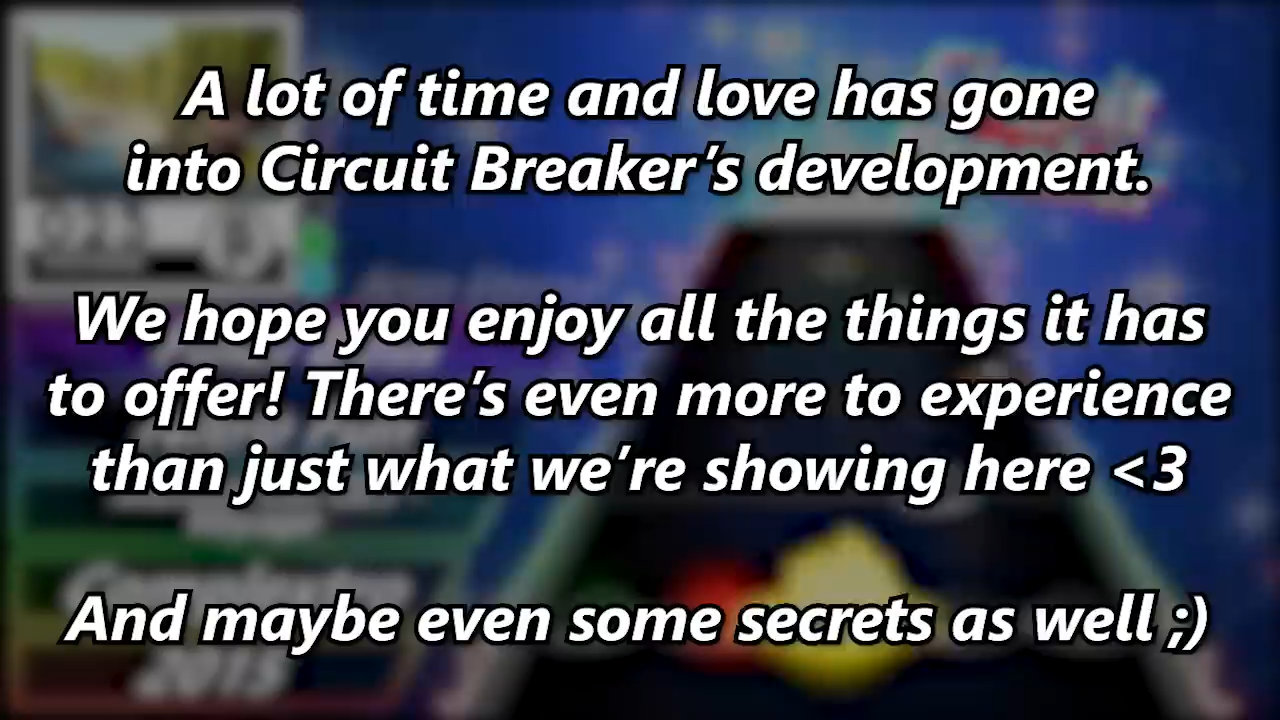 A lot of time and love has gone
into Circuit Breaker’s development.
We hope you enjoy all the things it has
to offer! There’s even more to experience
than just what we’re showing here <3
And maybe even some secrets as well ;)
2015